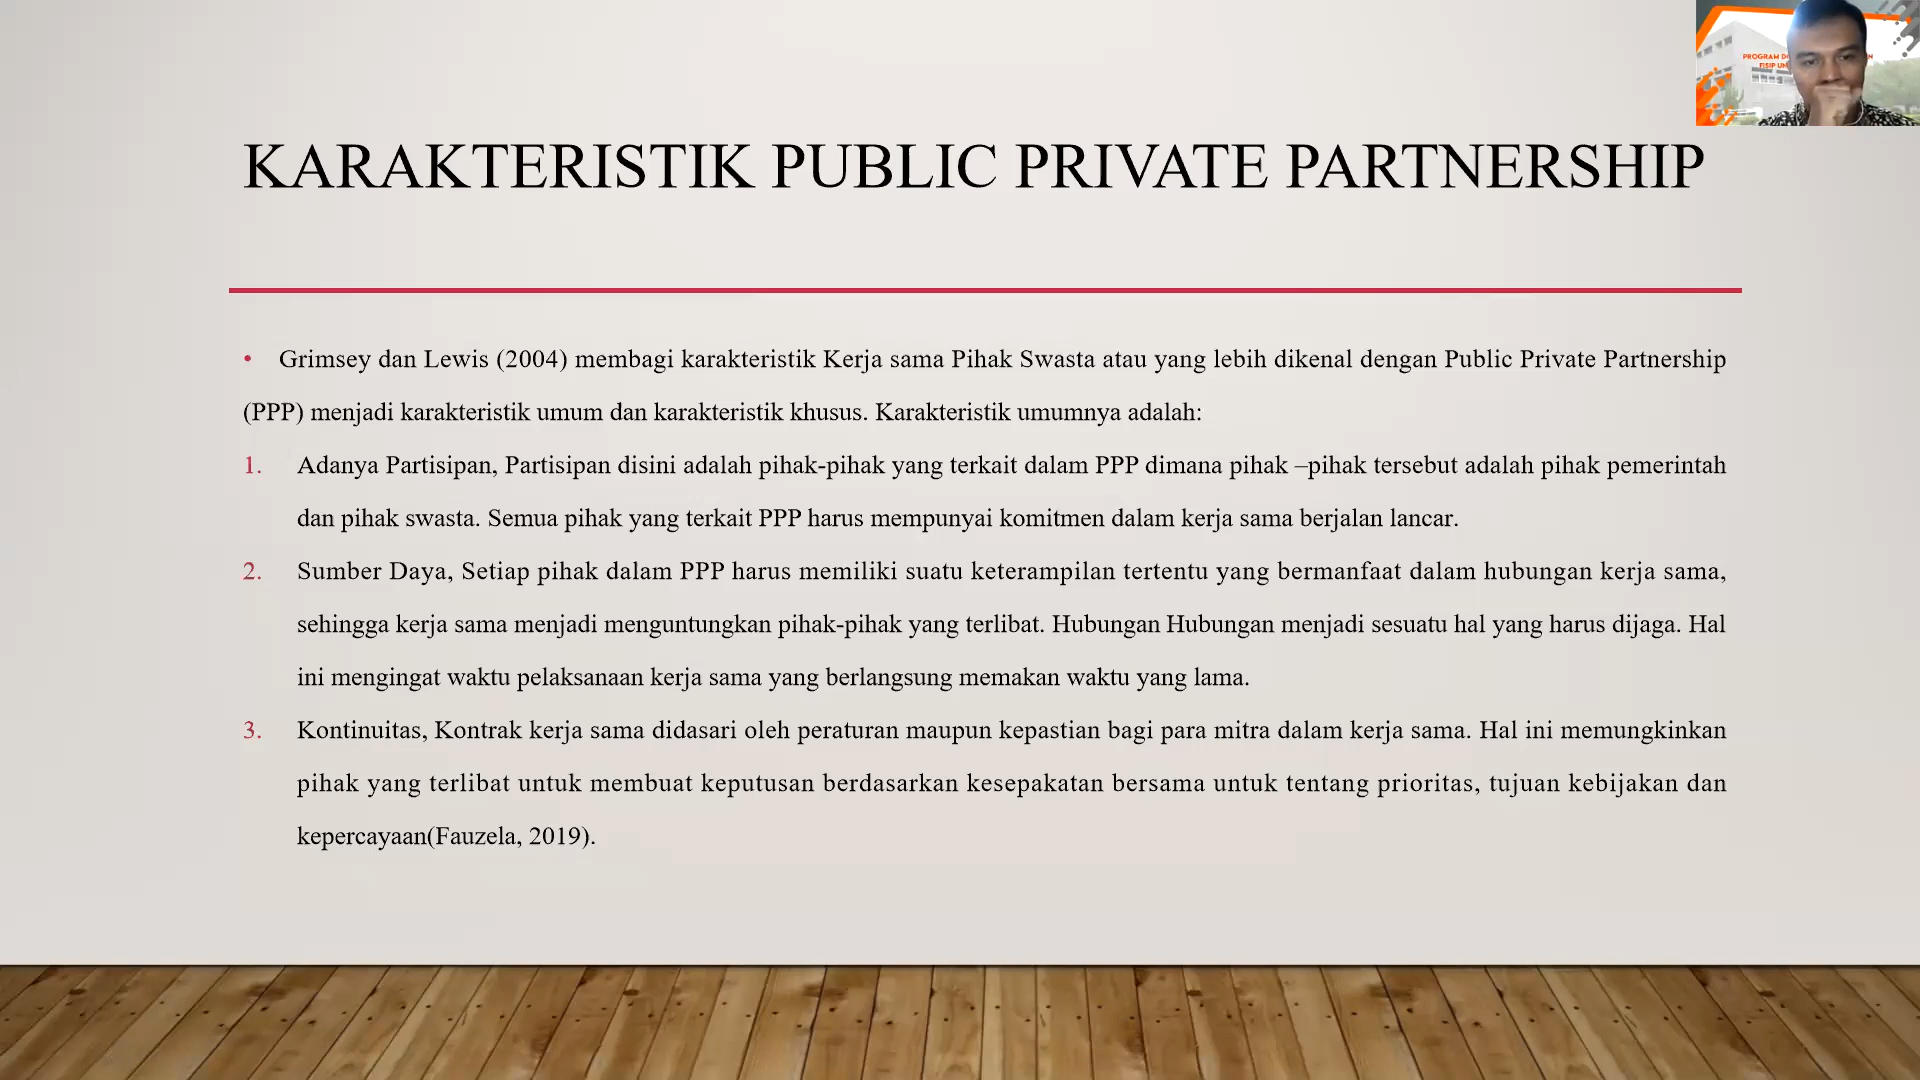 KARAKTERISTIK PUBLIC PRIVATE PARTNERSHIP
• Grimsey dan Lewis (2004) membagi karakteristik Kerja sama Pihak Swasta atau yang lebih dikenal dengan Public Private Partnership
(PPP) menjadi karakteristik umum dan karakteristik khusus. Karakteristik umumnya adalah:
1. Adanya Partisipan, Partisipan disini adalah pihak-pihak yang terkait dalam PPP dimana pihak –pihak tersebut adalah pihak pemerintah
dan pihak swasta. Semua pihak yang terkait PPP harus mempunyai komitmen dalam kerja sama berjalan lancar.
2. Sumber Daya, Setiap pihak dalam PPP harus memiliki suatu keterampilan tertentu yang bermanfaat dalam hubungan kerja sama,
sehingga kerja sama menjadi menguntungkan pihak-pihak yang terlibat. Hubungan Hubungan menjadi sesuatu hal yang harus dijaga. Hal
ini mengingat waktu pelaksanaan kerja sama yang berlangsung memakan waktu yang lama.
3. Kontinuitas, Kontrak kerja sama didasari oleh peraturan maupun kepastian bagi para mitra dalam kerja sama. Hal ini memungkinkan
pihak yang terlibat untuk membuat keputusan berdasarkan kesepakatan bersama untuk tentang prioritas, tujuan kebijakan dan
kepercayaan(Fauzela, 2019).
PROGRAM
FISIP